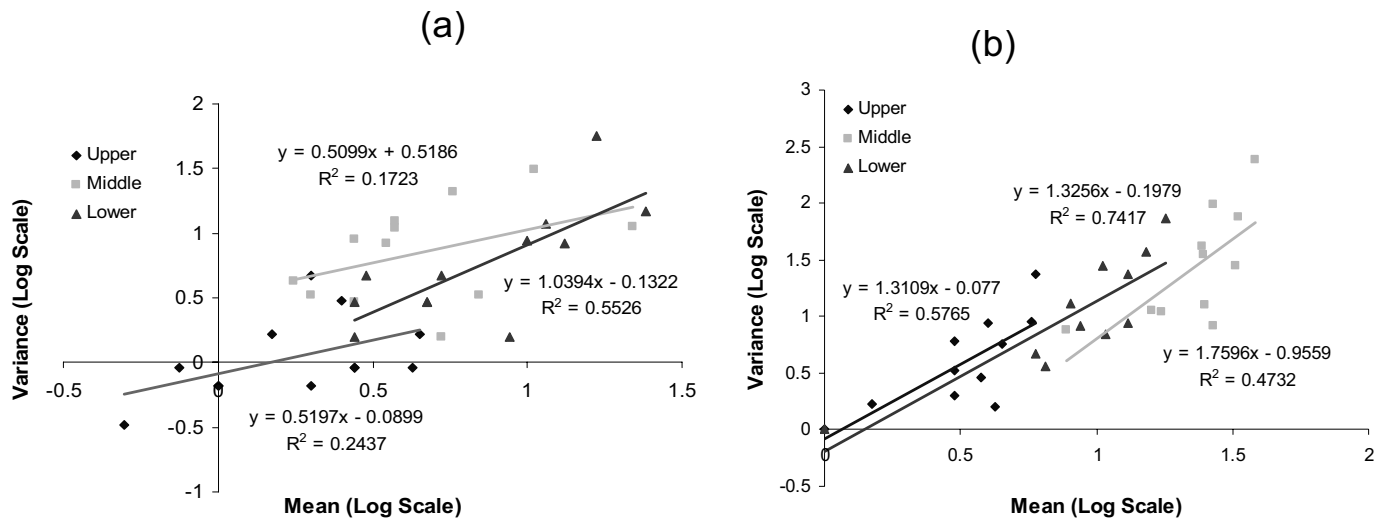 (a)
Variance (Log Scale)
2
1.5
1
0.5
0
-0.5
-1
-0.5
0
0.5
1
1.5
Upper
Middle
Lower
y = 0.5099x + 0.5186
R² = 0.1723
y = 1.0394x - 0.1322
R² = 0.5526
y = 0.5197x - 0.0899
R² = 0.2437
Mean (Log Scale)
(b)
Variance (Log Scale)
3
2.5
2
1.5
1
0.5
0
-0.5
0
0.5
1
1.5
2
Upper
Middle
Lower
y = 1.3256x - 0.1979
R² = 0.7417
y = 1.3109x - 0.077
R² = 0.5765
y = 1.7596x - 0.9559
R² = 0.4732
Mean (Log Scale)